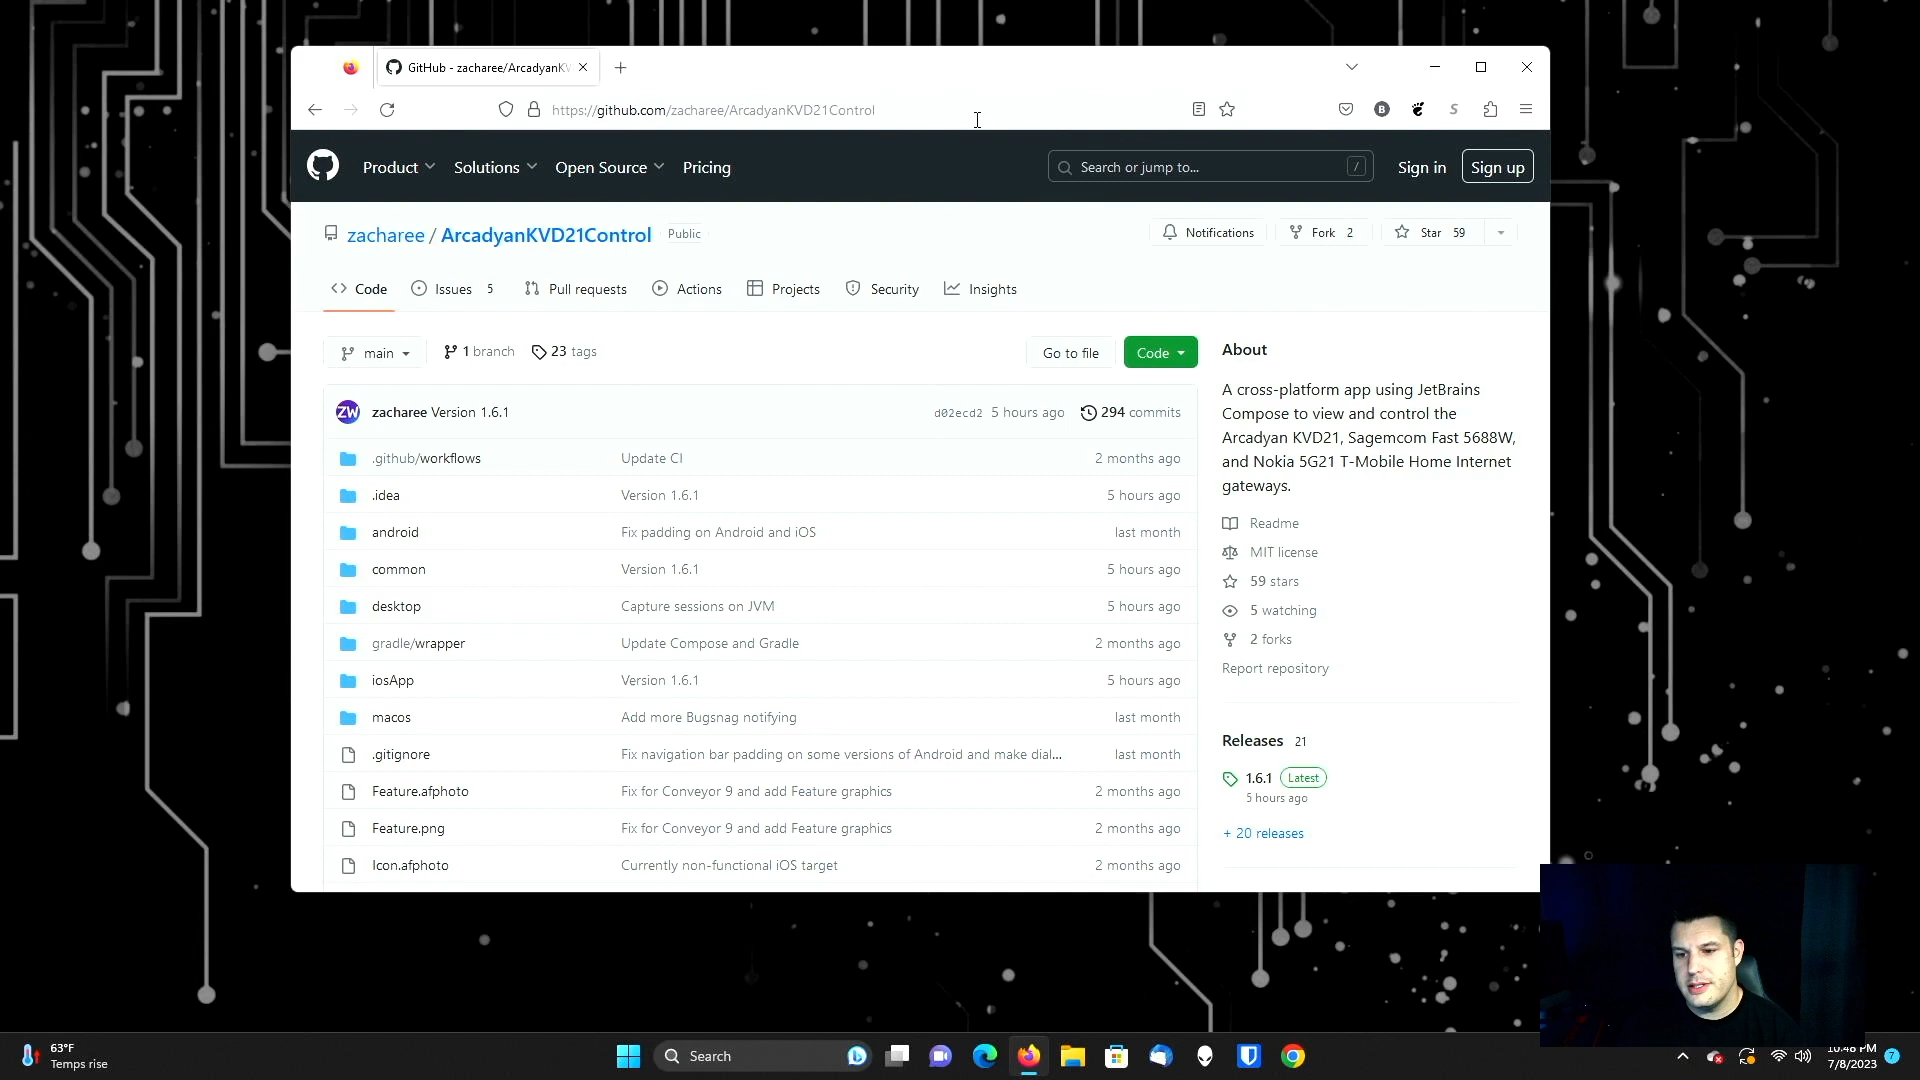 GitHub - zacharee/ArcadyanKV
https://github.com/zacharee/ArcadyanKVD21Control
B
S
Product
Solutions
Open Source
Pricing
Search or jump to...
/
Sign in
Sign up
zacharee / ArcadyanKVD21Control
Public
Notifications
Fork 2
Star 59
Code
Issues 5
Pull requests
Actions
Projects
Security
Insights
main
1 branch
23 tags
Go to file
Code
ZW
zacharee Version 1.6.1
d02ecd2 5 hours ago
294 commits
.github/workflows Update CI 2 months ago
.idea Version 1.6.1 5 hours ago
android Fix padding on Android and iOS last month
common Version 1.6.1 5 hours ago
desktop Capture sessions on JVM 5 hours ago
gradle/wrapper Update Compose and Gradle 2 months ago
iosApp Version 1.6.1 5 hours ago
macos Add more Bugsnag notifying last month
.gitignore Fix navigation bar padding on some versions of Android and make dial... last month
Feature.afphoto Fix for Conveyor 9 and add Feature graphics 2 months ago
Feature.png Fix for Conveyor 9 and add Feature graphics 2 months ago
Icon.afphoto Currently non-functional iOS target 2 months ago
About
A cross-platform app using JetBrains
Compose to view and control the
Arcadyan KVD21, Sagemcom Fast 5688W,
and Nokia 5G21 T-Mobile Home Internet
gateways.
Readme
MIT license
59 stars
5 watching
2 forks
Report repository
Releases 21
1.6.1 Latest
5 hours ago
+ 20 releases
63°F
Temps rise
Search
10:48 PM
7/8/2023
7